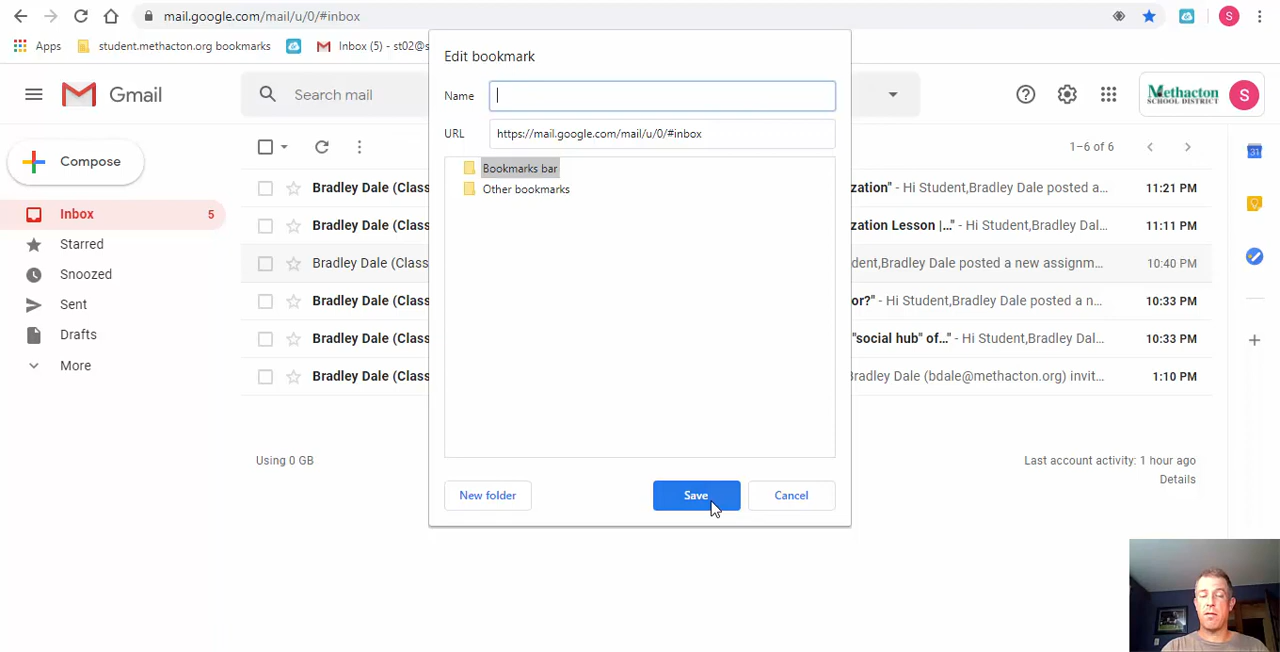 mail.google.com/mail/u/0/#inbox
S
Apps
student.methacton.org bookmarks
Inbox (5) - st02@s
Edit bookmark
Name
URL
https://mail.google.com/mail/u/0/#inbox
Bookmarks bar
Other bookmarks
New folder
Save
Cancel
Gmail
Search mail
Methacton
SCHOOL DISTRICT
S
Compose
1–6 of 6
Inbox
5
Starred
Snoozed
Sent
Drafts
More
Bradley Dale (Class
ization" - Hi Student,Bradley Dale posted a...
11:21 PM
Bradley Dale (Class
zation Lesson |..." - Hi Student,Bradley Dal...
11:11 PM
Bradley Dale (Class
dent,Bradley Dale posted a new assignm...
10:40 PM
Bradley Dale (Class
or?" - Hi Student,Bradley Dale posted a n...
10:33 PM
Bradley Dale (Class
"social hub" of..." - Hi Student,Bradley Dal...
10:33 PM
Bradley Dale (Class
Bradley Dale (bdale@methacton.org) invit...
1:10 PM
31
Using 0 GB
Last account activity: 1 hour ago
Details